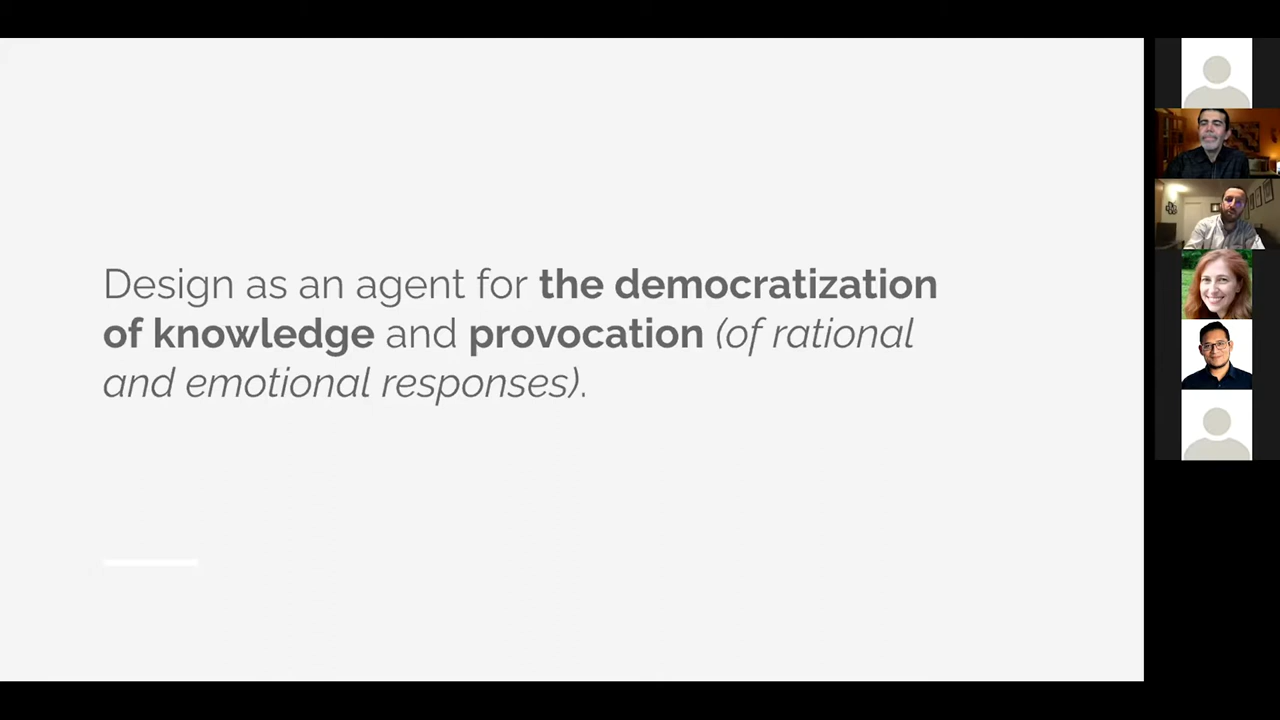 Design as an agent for the democratization
of knowledge and provocation (of rational
and emotional responses).